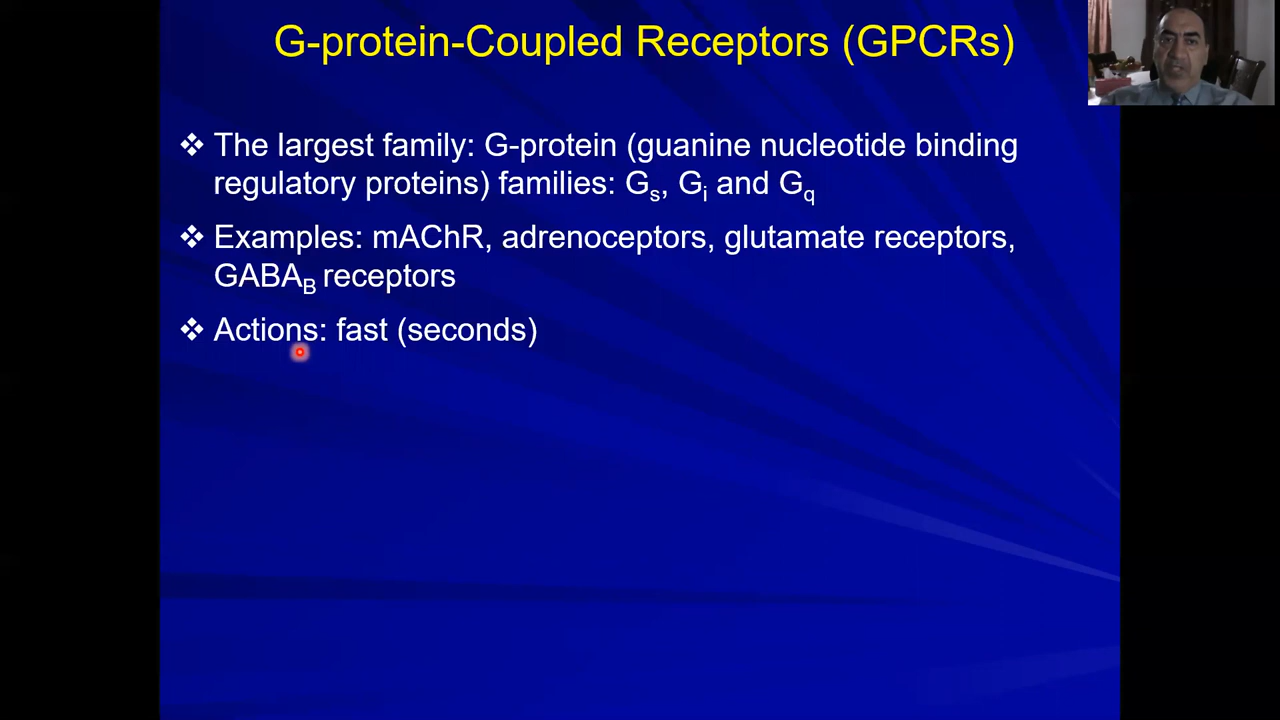 G-protein-Coupled Receptors (GPCRs)
❖ The largest family: G-protein (guanine nucleotide binding
regulatory proteins) families: Gs, Gi and Gq
❖ Examples: mAChR, adrenoceptors, glutamate receptors,
GABAB receptors
❖ Actions: fast (seconds)